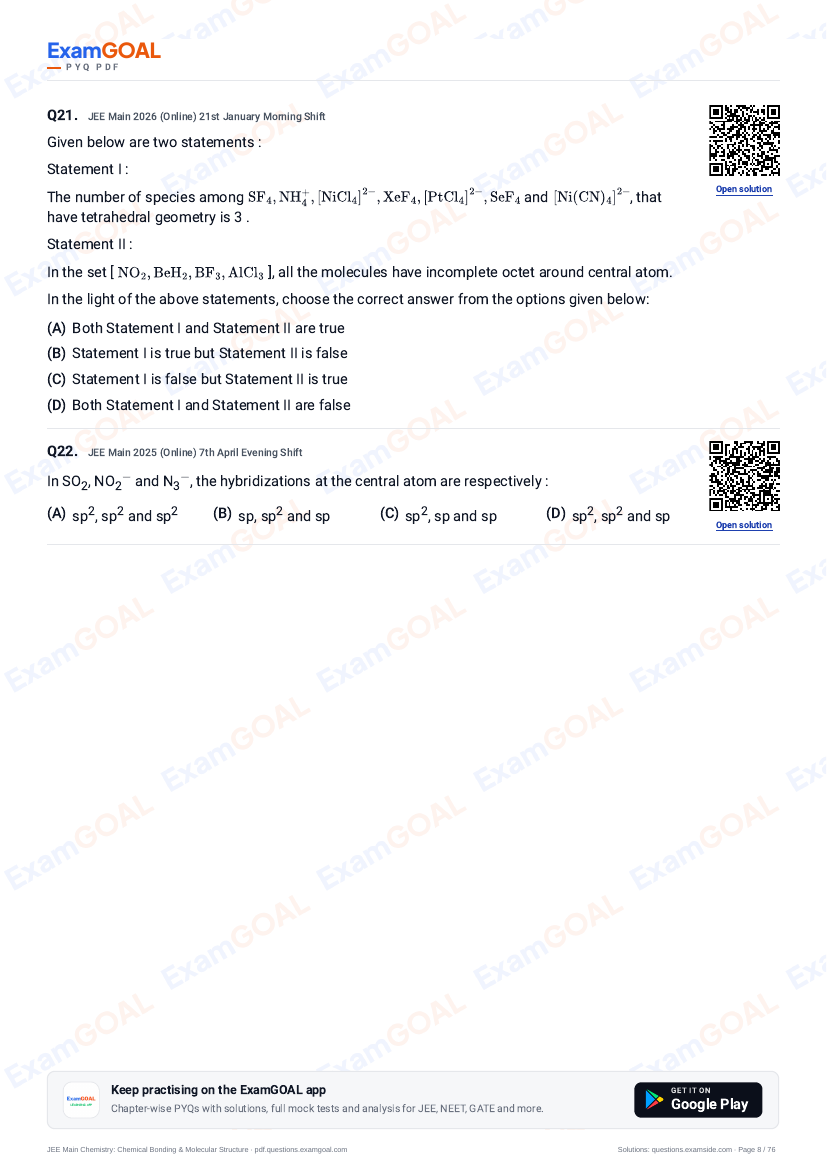 ExamGOAL
PYQ PDF
Q21. JEE Main 2026 (Online) 21st January Morning Shift
Given below are two statements :
Statement I :
The number of species among SF₄, NH₄⁺, [NiCl₄]²⁻, XeF₄, [PtCl₄]²⁻, SeF₄ and [Ni(CN)₄]²⁻, that
have tetrahedral geometry is 3 .
Statement II :
In the set [ NO₂, BeH₂, BF₃, AlCl₃ ], all the molecules have incomplete octet around central atom.
In the light of the above statements, choose the correct answer from the options given below:
(A) Both Statement I and Statement II are true
(B) Statement I is true but Statement II is false
(C) Statement I is false but Statement II is true
(D) Both Statement I and Statement II are false
Open solution
Q22. JEE Main 2025 (Online) 7th April Evening Shift
In SO₂, NO₂⁻ and N₃⁻, the hybridizations at the central atom are respectively :
(A) sp², sp² and sp² (B) sp, sp² and sp (C) sp², sp and sp (D) sp², sp² and sp
Open solution
Keep practising on the ExamGOAL app
Chapter-wise PYQs with solutions, full mock tests and analysis for JEE, NEET, GATE and more.
GET IT ON
Google Play
JEE Main Chemistry: Chemical Bonding & Molecular Structure · pdf.questions.examgoal.com
Solutions: questions.examside.com · Page 8 / 76